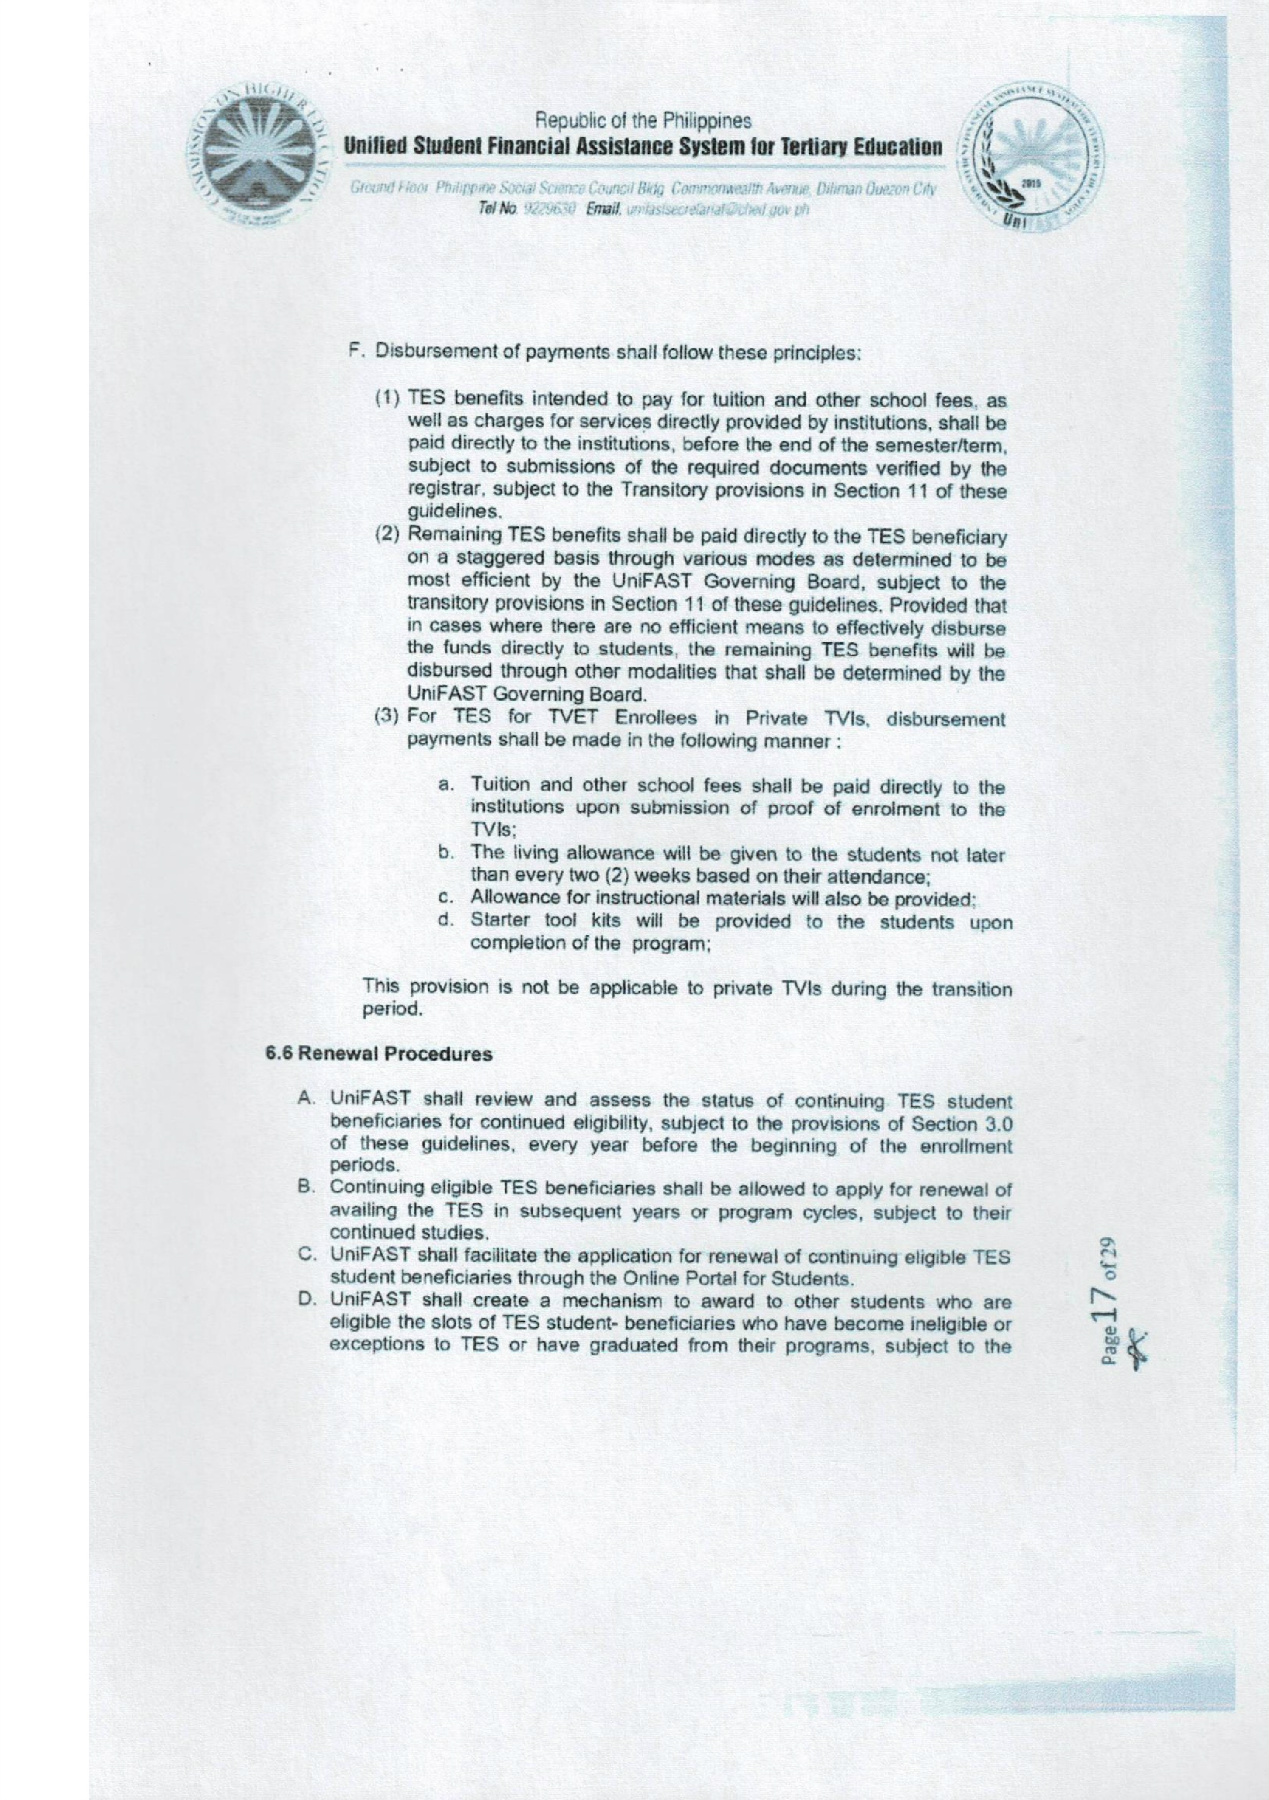 COMMISSION ON HIGHER EDUCATION
Republic of the Philippines
Unified Student Financial Assistance System for Tertiary Education
Ground Floor Philippine Social Science Council Bldg Commonwealth Avenue, Diliman Quezon City
Tel No. 9229630 Email. unifastsecretariat@ched.gov.ph
2015
UniFAST
F. Disbursement of payments shall follow these principles:
(1) TES benefits intended to pay for tuition and other school fees, as
well as charges for services directly provided by institutions, shall be
paid directly to the institutions, before the end of the semester/term,
subject to submissions of the required documents verified by the
registrar, subject to the Transitory provisions in Section 11 of these
guidelines.
(2) Remaining TES benefits shall be paid directly to the TES beneficiary
on a staggered basis through various modes as determined to be
most efficient by the UniFAST Governing Board, subject to the
transitory provisions in Section 11 of these guidelines. Provided that
in cases where there are no efficient means to effectively disburse
the funds directly to students, the remaining TES benefits will be
disbursed through other modalities that shall be determined by the
UniFAST Governing Board.
(3) For TES for TVET Enrollees in Private TVIs, disbursement
payments shall be made in the following manner :
a. Tuition and other school fees shall be paid directly to the
institutions upon submission of proof of enrolment to the
TVIs;
b. The living allowance will be given to the students not later
than every two (2) weeks based on their attendance;
c. Allowance for instructional materials will also be provided;
d. Starter tool kits will be provided to the students upon
completion of the program;
This provision is not be applicable to private TVIs during the transition
period.
6.6 Renewal Procedures
A. UniFAST shall review and assess the status of continuing TES student
beneficiaries for continued eligibility, subject to the provisions of Section 3.0
of these guidelines, every year before the beginning of the enrollment
periods.
B. Continuing eligible TES beneficiaries shall be allowed to apply for renewal of
availing the TES in subsequent years or program cycles, subject to their
continued studies.
C. UniFAST shall facilitate the application for renewal of continuing eligible TES
student beneficiaries through the Online Portal for Students.
D. UniFAST shall create a mechanism to award to other students who are
eligible the slots of TES student- beneficiaries who have become ineligible or
exceptions to TES or have graduated from their programs, subject to the
Page 17 of 29